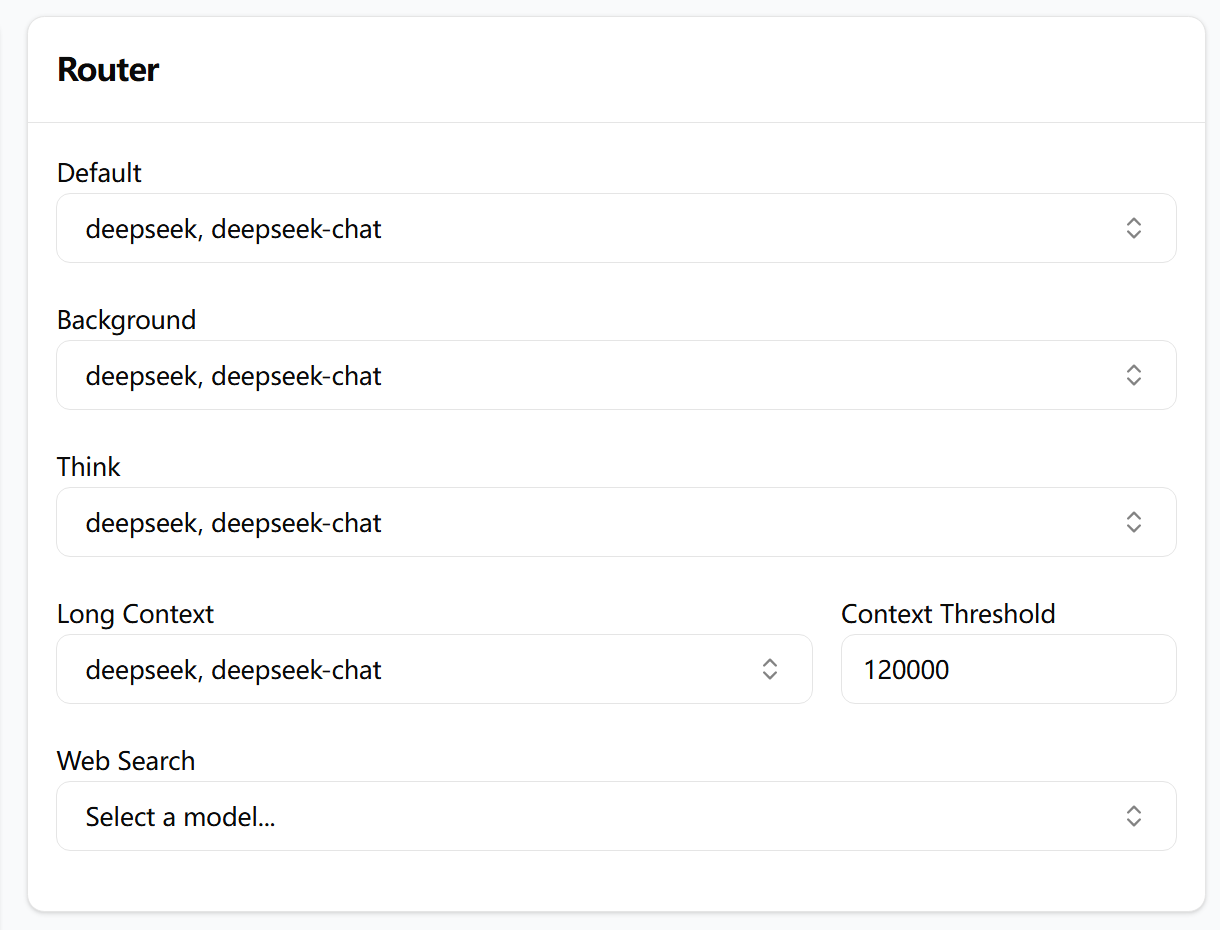 Router
Default
deepseek, deepseek-chat
Background
deepseek, deepseek-chat
Think
deepseek, deepseek-chat
Long Context
deepseek, deepseek-chat
Context Threshold
120000
Web Search
Select a model...